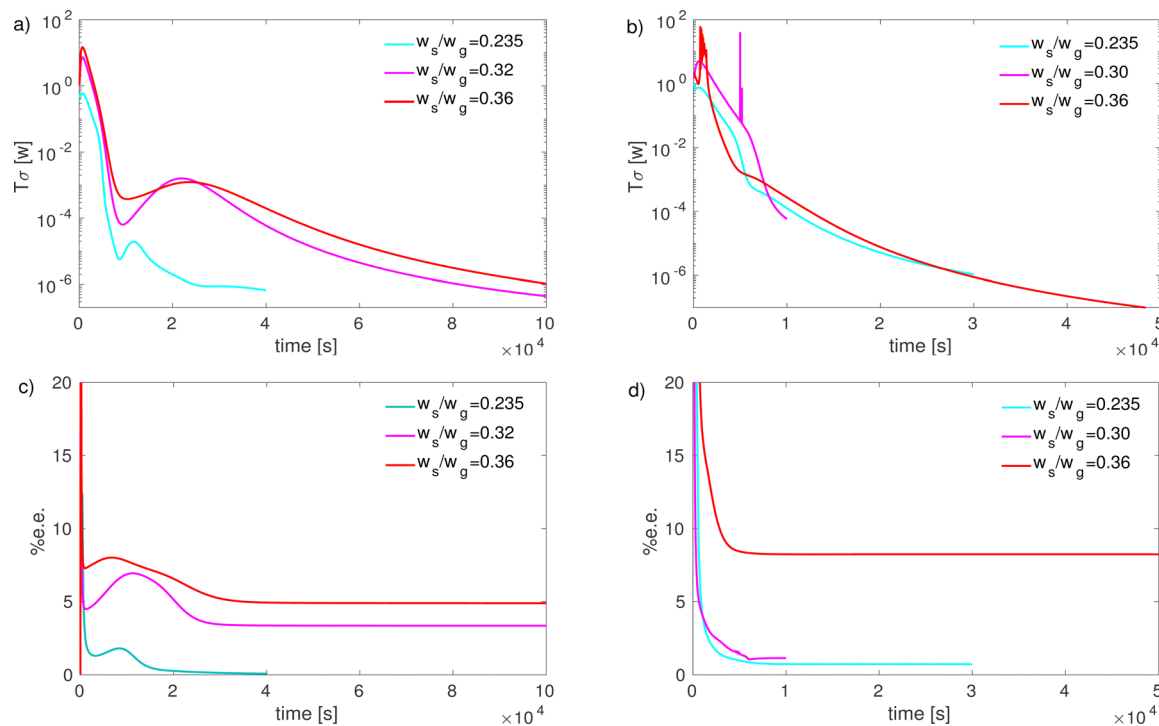 a)
10^2
10^0
10^-2
10^-4
10^-6
Tσ [w]
w_s/w_g=0.235
w_s/w_g=0.32
w_s/w_g=0.36
0 2 4 6 8 10
time [s]
×10^4
b)
10^2
10^0
10^-2
10^-4
10^-6
Tσ [w]
w_s/w_g=0.235
w_s/w_g=0.30
w_s/w_g=0.36
0 1 2 3 4 5
time [s]
×10^4
c)
20
15
10
5
0
%e.e.
w_s/w_g=0.235
w_s/w_g=0.32
w_s/w_g=0.36
0 2 4 6 8 10
time [s]
×10^4
d)
20
15
10
5
0
%e.e.
w_s/w_g=0.235
w_s/w_g=0.30
w_s/w_g=0.36
0 1 2 3 4 5
time [s]
×10^4